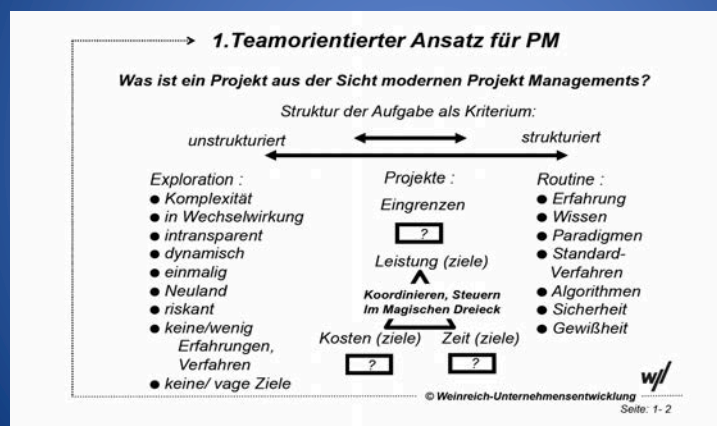 1.Teamorientierter Ansatz für PM
Was ist ein Projekt aus der Sicht modernen Projekt Managements?
Struktur der Aufgabe als Kriterium:
unstrukturiert
strukturiert
Exploration :
● Komplexität
● in Wechselwirkung
● intransparent
● dynamisch
● einmalig
● Neuland
● riskant
● keine/wenig
Erfahrungen,
Verfahren
● keine/ vage Ziele
Projekte :
Eingrenzen
?
Leistung (ziele)
Koordinieren, Steuern
Im Magischen Dreieck
Kosten (ziele) Zeit (ziele)
? ?
Routine :
● Erfahrung
● Wissen
● Paradigmen
● Standard-
Verfahren
● Algorithmen
● Sicherheit
● Gewißheit
© Weinreich-Unternehmensentwicklung
Seite: 1- 2